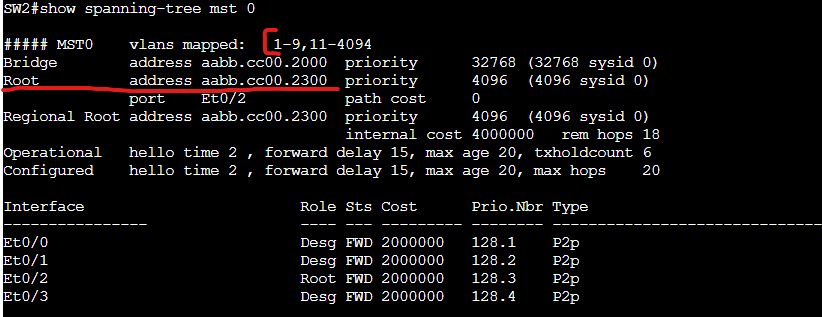 SW2#show spanning-tree mst 0
##### MST0 vlans mapped: 1-9,11-4094
Bridge address aabb.cc00.2000 priority 32768 (32768 sysid 0)
Root address aabb.cc00.2300 priority 4096 (4096 sysid 0)
port Et0/2 path cost 0
Regional Root address aabb.cc00.2300 priority 4096 (4096 sysid 0)
internal cost 4000000 rem hops 18
Operational hello time 2 , forward delay 15, max age 20, txholdcount 6
Configured hello time 2 , forward delay 15, max age 20, max hops 20
Interface Role Sts Cost Prio.Nbr Type
---------------- ---- --- --------- -------- --------------------------------
Et0/0 Desg FWD 2000000 128.1 P2p
Et0/1 Desg FWD 2000000 128.2 P2p
Et0/2 Root FWD 2000000 128.3 P2p
Et0/3 Desg FWD 2000000 128.4 P2p